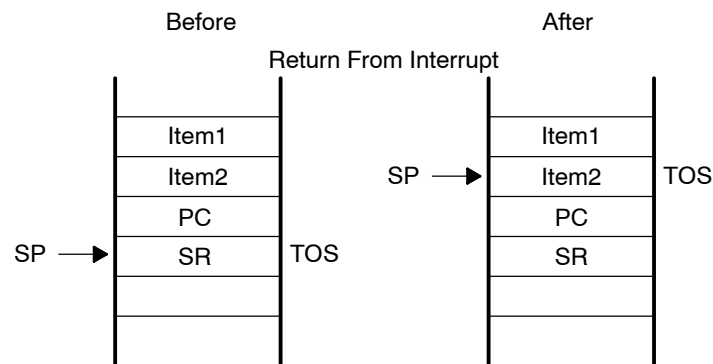 Before After
Return From Interrupt
Item1 Item1
SP Item2 Item2 TOS
PC PC
SP SR TOS SR